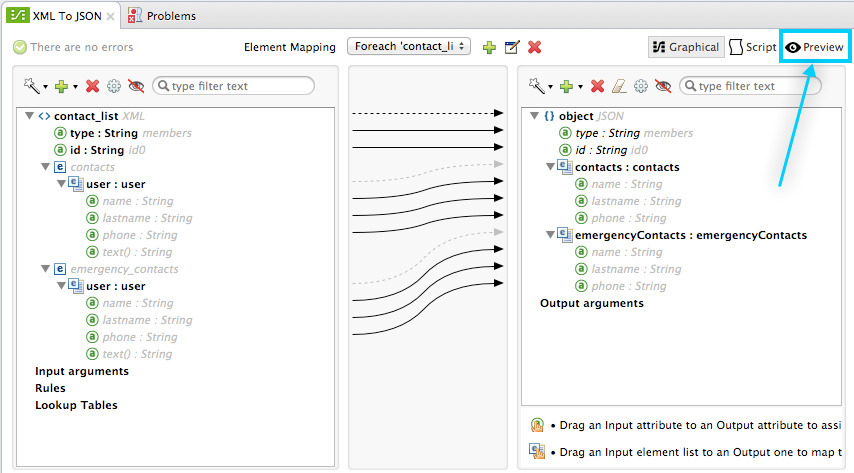 XML To JSON
Problems
There are no errors
Element Mapping
Foreach 'contact_li
Graphical
Script
Preview
type filter text
contact_list XML
type : String members
id : String id0
contacts
user : user
name : String
lastname : String
phone : String
text() : String
emergency_contacts
user : user
name : String
lastname : String
phone : String
text() : String
Input arguments
Rules
Lookup Tables
type filter text
object JSON
type : String members
id : String id0
contacts : contacts
name : String
lastname : String
phone : String
emergencyContacts : emergencyContacts
name : String
lastname : String
phone : String
Output arguments
• Drag an Input attribute to an Output attribute to assi
• Drag an Input element list to an Output one to map t